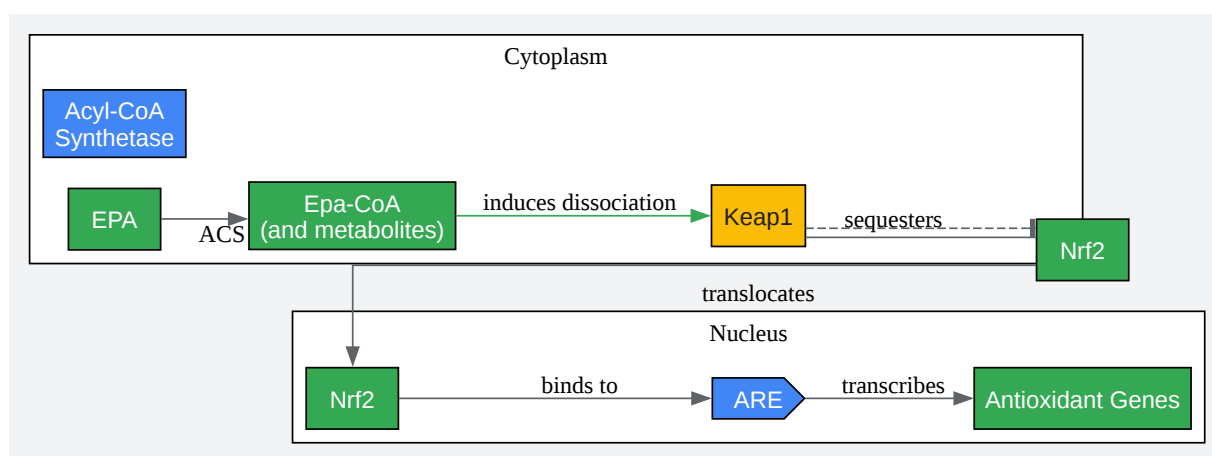 Cytoplasm
Acyl-CoA
Synthetase
EPA
ACS
Epa-CoA
(and metabolites)
induces dissociation
Keap1
sequesters
Nrf2
translocates
Nucleus
Nrf2
binds to
ARE
transcribes
Antioxidant Genes